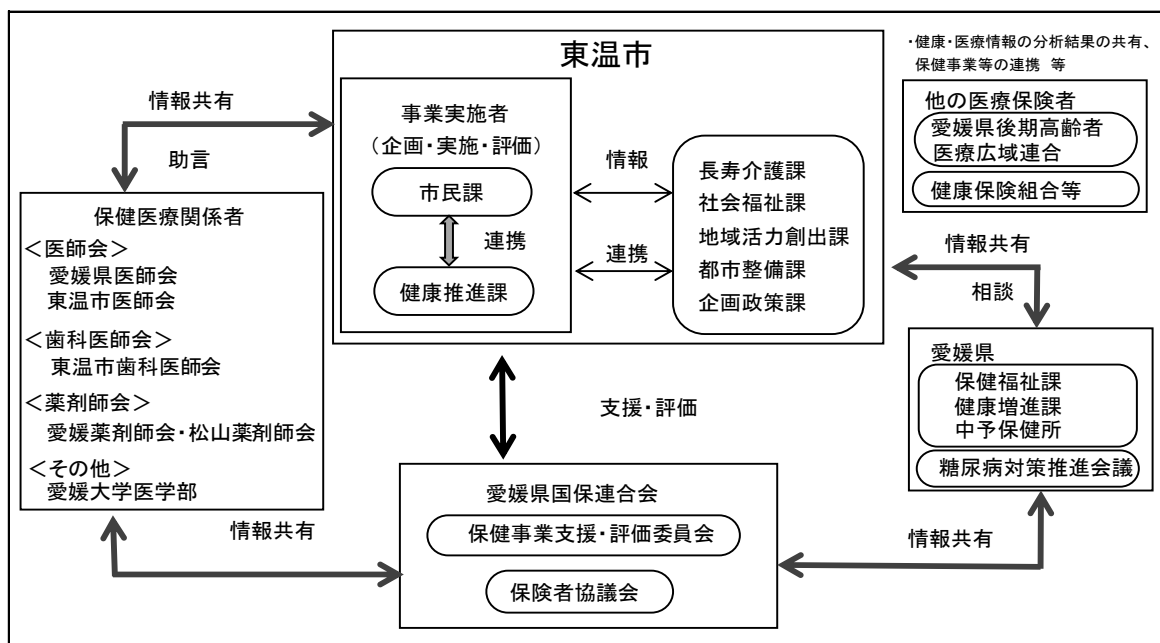 東温市
事業実施者
（企画・実施・評価）
市民課
連携
健康推進課
情報
連携
長寿介護課
社会福祉課
地域活力創出課
都市整備課
企画政策課
・健康・医療情報の分析結果の共有、
保健事業等の連携 等
他の医療保険者
愛媛県後期高齢者
医療広域連合
健康保険組合等
情報共有
助言
保健医療関係者
＜医師会＞
愛媛県医師会
東温市医師会
＜歯科医師会＞
東温市歯科医師会
＜薬剤師会＞
愛媛薬剤師会・松山薬剤師会
＜その他＞
愛媛大学医学部
情報共有
相談
愛媛県
保健福祉課
健康増進課
中予保健所
糖尿病対策推進会議
支援・評価
愛媛県国保連合会
保健事業支援・評価委員会
保険者協議会
情報共有
情報共有